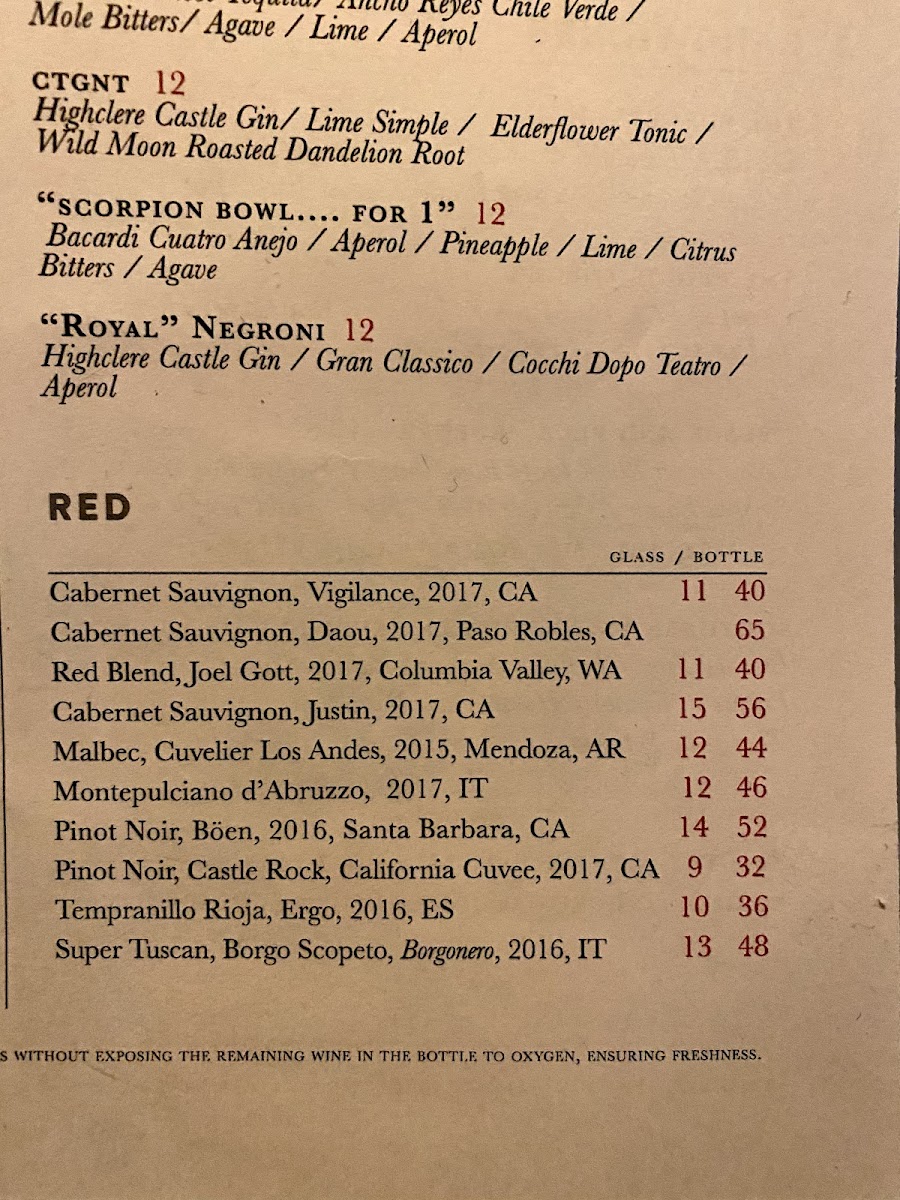 Tequila/ Ancho Reyes Chile Verde /
Mole Bitters/ Agave / Lime / Aperol
CTGNT 12
Highclere Castle Gin/ Lime Simple / Elderflower Tonic /
Wild Moon Roasted Dandelion Root
“SCORPION BOWL.... FOR 1” 12
Bacardi Cuatro Anejo / Aperol / Pineapple / Lime / Citrus
Bitters / Agave
“ROYAL” NEGRONI 12
Highclere Castle Gin / Gran Classico / Cocchi Dopo Teatro /
Aperol
RED
GLASS / BOTTLE
Cabernet Sauvignon, Vigilance, 2017, CA 11 40
Cabernet Sauvignon, Daou, 2017, Paso Robles, CA 65
Red Blend, Joel Gott, 2017, Columbia Valley, WA 11 40
Cabernet Sauvignon, Justin, 2017, CA 15 56
Malbec, Cuvelier Los Andes, 2015, Mendoza, AR 12 44
Montepulciano d’Abruzzo, 2017, IT 12 46
Pinot Noir, Böen, 2016, Santa Barbara, CA 14 52
Pinot Noir, Castle Rock, California Cuvee, 2017, CA 9 32
Tempranillo Rioja, Ergo, 2016, ES 10 36
Super Tuscan, Borgo Scopeto, Borgonero, 2016, IT 13 48
S WITHOUT EXPOSING THE REMAINING WINE IN THE BOTTLE TO OXYGEN, ENSURING FRESHNESS.